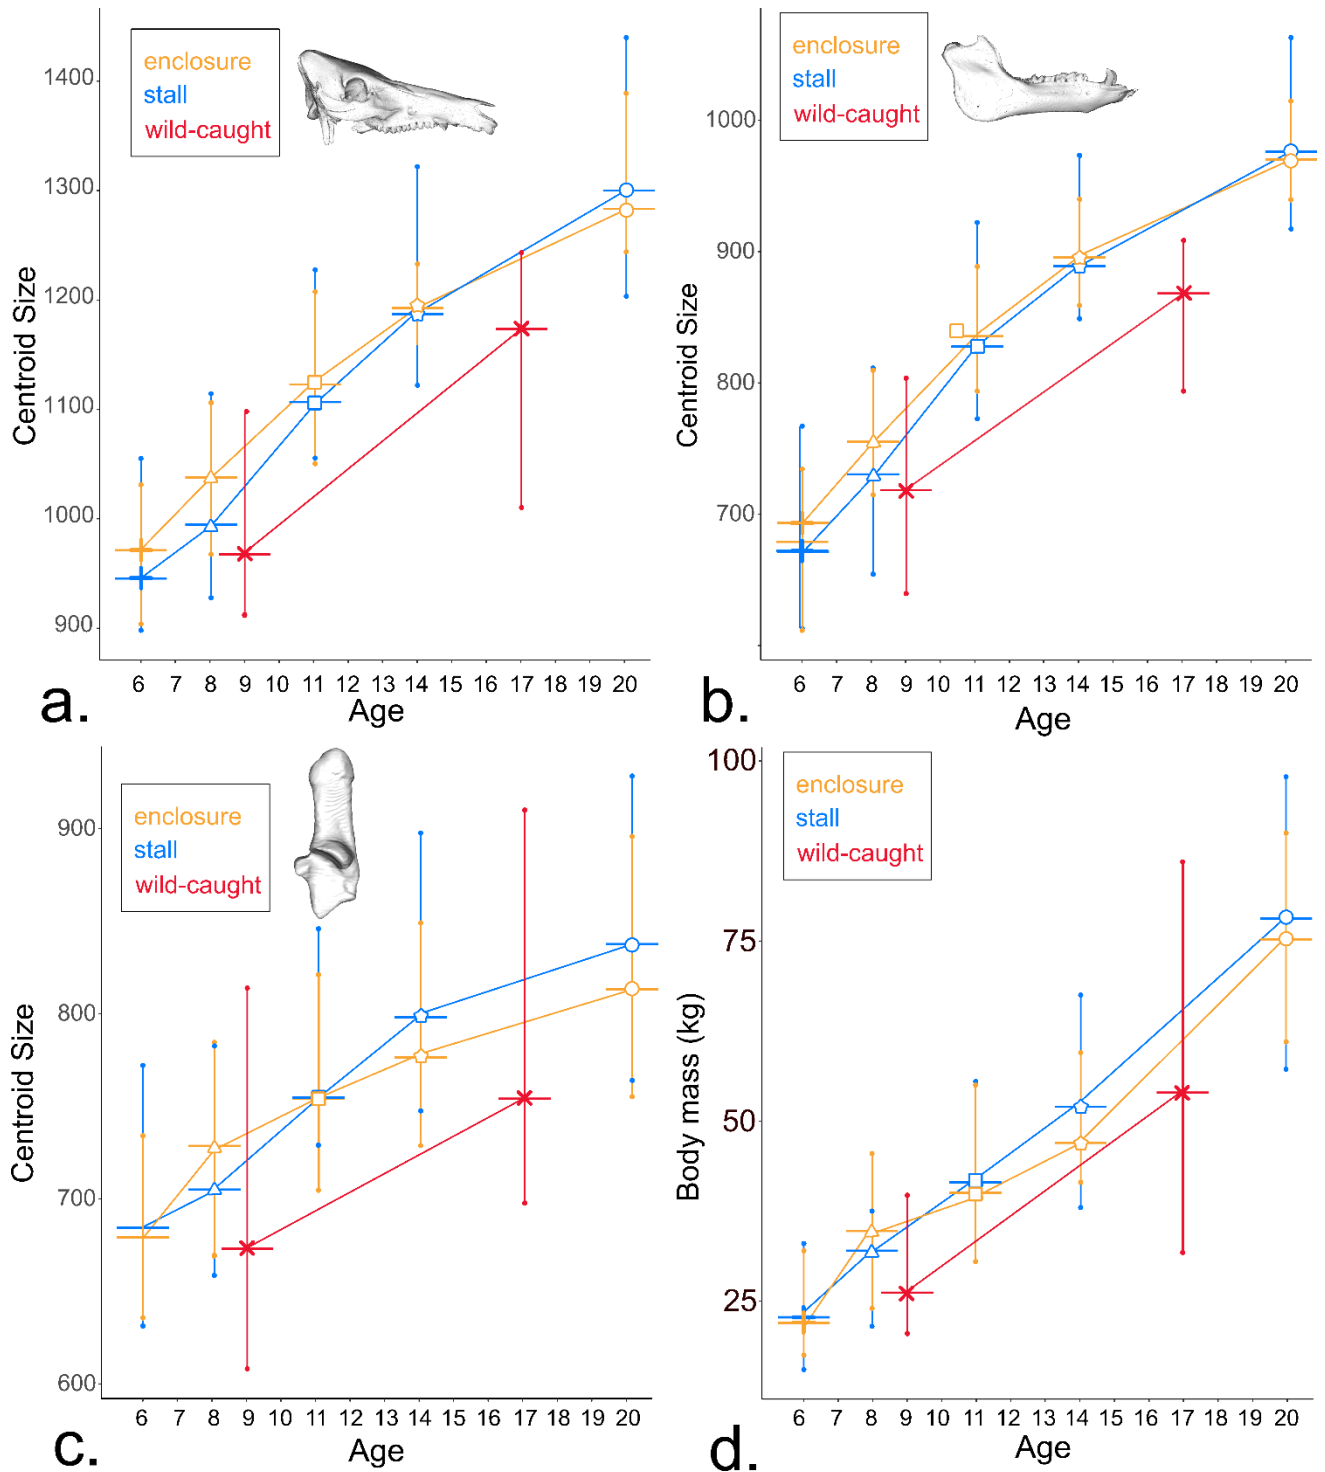 enclosure
stall
wild-caught
1400
1300
1200
1100
1000
900
Centroid Size
6 7 8 9 10 11 12 13 14 16 17 18 19 20
Age
a.
enclosure
stall
wild-caught
1000
900
800
700
Centroid Size
6 7 8 9 10 11 12 13 14 16 17 18 19 20
Age
b.
enclosure
stall
wild-caught
900
800
700
600
Centroid Size
6 7 8 9 10 11 12 13 14 16 17 18 19 20
Age
c.
enclosure
stall
wild-caught
100
75
50
25
Body mass (kg)
6 7 8 9 10 11 12 13 14 16 17 18 19 20
Age
d.